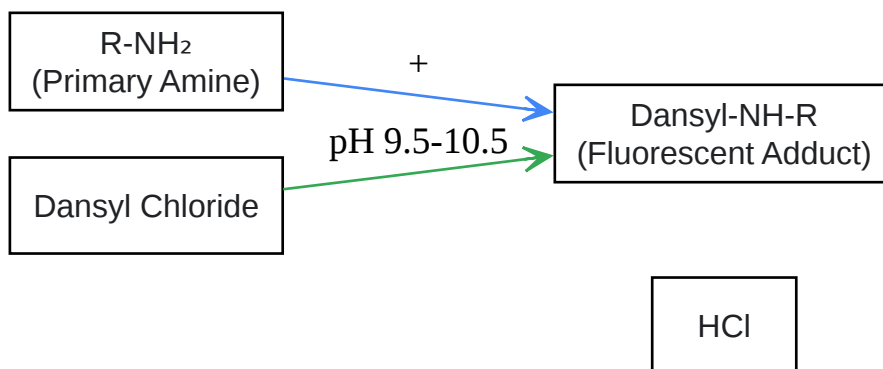 R-NH₂
(Primary Amine)
+
Dansyl-NH-R
(Fluorescent Adduct)
pH 9.5-10.5
Dansyl Chloride
HCl